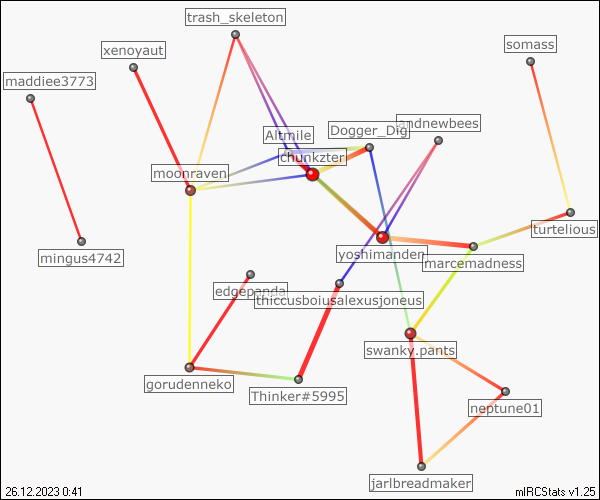 trash_skeleton
somass
xenoyaut
maddiee3773
andnewbees
Dogger_Dig
Altmile
chunkzter
moonraven
turtelious
yoshimanden
mingus4742
marcemadness
edgepanda
thiccusboiusalexusjoneus
swanky.pants
gorudenneko
Thinker#5995
neptune01
jarlbreadmaker
26.12.2023 0:41
mIRCStats v1.25